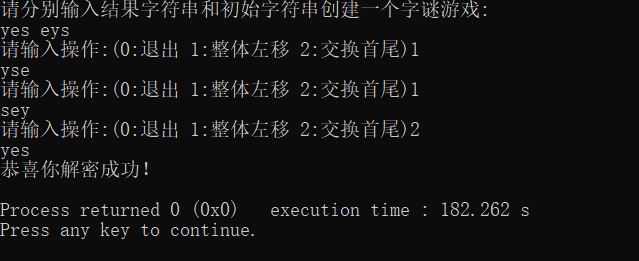 请分别输入结果字符串和初始字符串创建一个字谜游戏:
yes eys
请输入操作:(0:退出 1:整体左移 2:交换首尾)1
yse
请输入操作:(0:退出 1:整体左移 2:交换首尾)1
sey
请输入操作:(0:退出 1:整体左移 2:交换首尾)2
yes
恭喜你解密成功!
Process returned 0 (0x0)   execution time : 182.262 s
Press any key to continue.